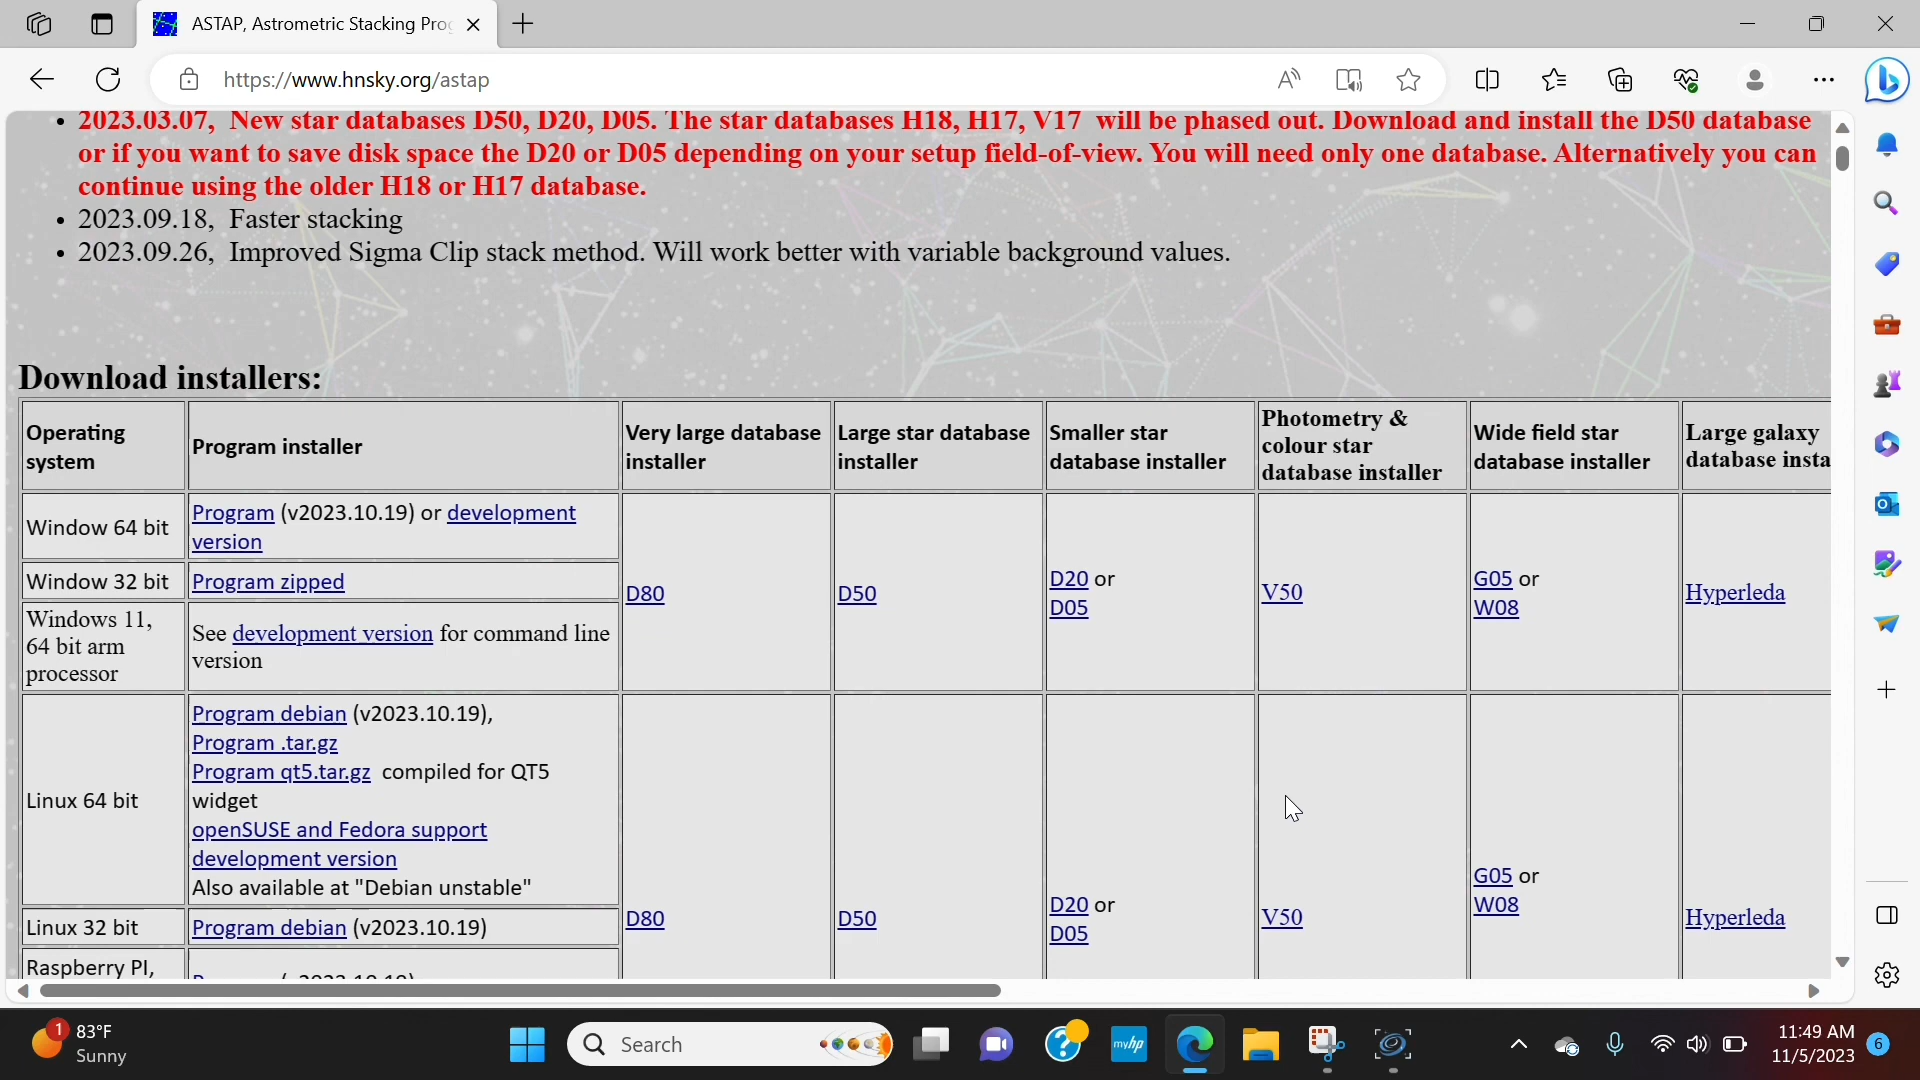 ASTAP, Astrometric Stacking Pro
https://www.hnsky.org/astap
• 2023.03.07, New star databases D50, D20, D05. The star databases H18, H17, V17 will be phased out. Download and install the D50 database
or if you want to save disk space the D20 or D05 depending on your setup field-of-view. You will need only one database. Alternatively you can
continue using the older H18 or H17 database.
• 2023.09.18, Faster stacking
• 2023.09.26, Improved Sigma Clip stack method. Will work better with variable background values.
Download installers:
Operating
system
Program installer
Very large database
installer
Large star database
installer
Smaller star
database installer
Photometry &
colour star
database installer
Wide field star
database installer
Large galaxy
database insta
Window 64 bit
Program (v2023.10.19) or development
version
Window 32 bit
Program zipped
Windows 11,
64 bit arm
processor
See development version for command line
version
D80
D50
D20 or
D05
V50
G05 or
W08
Hyperleda
Linux 64 bit
Program debian (v2023.10.19),
Program .tar.gz
Program qt5.tar.gz compiled for QT5
widget
openSUSE and Fedora support
development version
Also available at "Debian unstable"
Linux 32 bit
Program debian (v2023.10.19)
Raspberry PI,
D80
D50
D20 or
D05
V50
G05 or
W08
Hyperleda
1
83°F
Sunny
Search
myhp
11:49 AM
11/5/2023
6